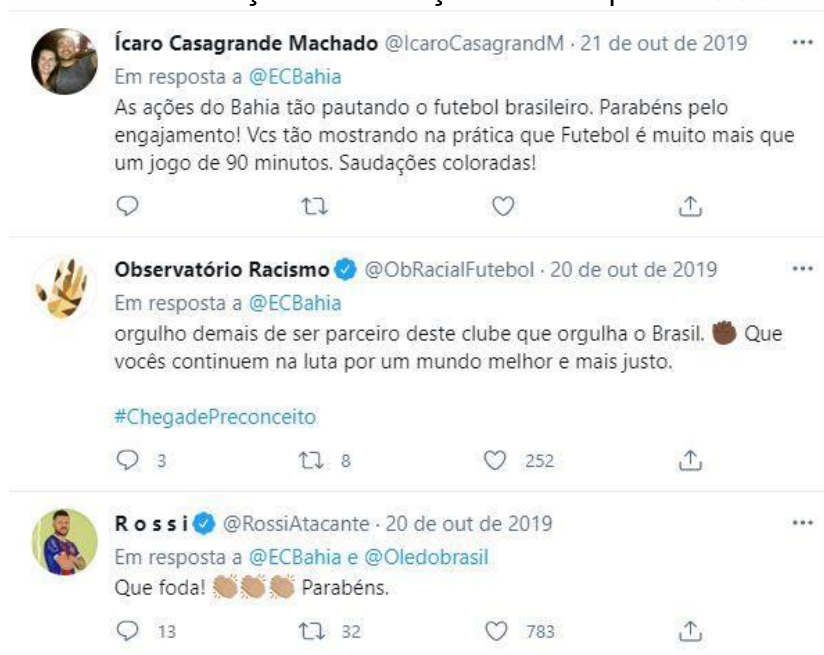 Ícaro Casagrande Machado @IcaroCasagrandM · 21 de out de 2019
Em resposta a @ECBahia
As ações do Bahia tão pautando o futebol brasileiro. Parabéns pelo
engajamento! Vcs tão mostrando na prática que Futebol é muito mais que
um jogo de 90 minutos. Saudações coloradas!
Observatório Racismo @ObRacialFutebol · 20 de out de 2019
Em resposta a @ECBahia
orgulho demais de ser parceiro deste clube que orgulha o Brasil. ✊🏿 Que
vocês continuem na luta por um mundo melhor e mais justo.
#ChegadePreconceito
3 8 252
R o s s i @RossiAtacante · 20 de out de 2019
Em resposta a @ECBahia e @Oledobrasil
Que foda! 👏🏼👏🏼👏🏼 Parabéns.
13 32 783